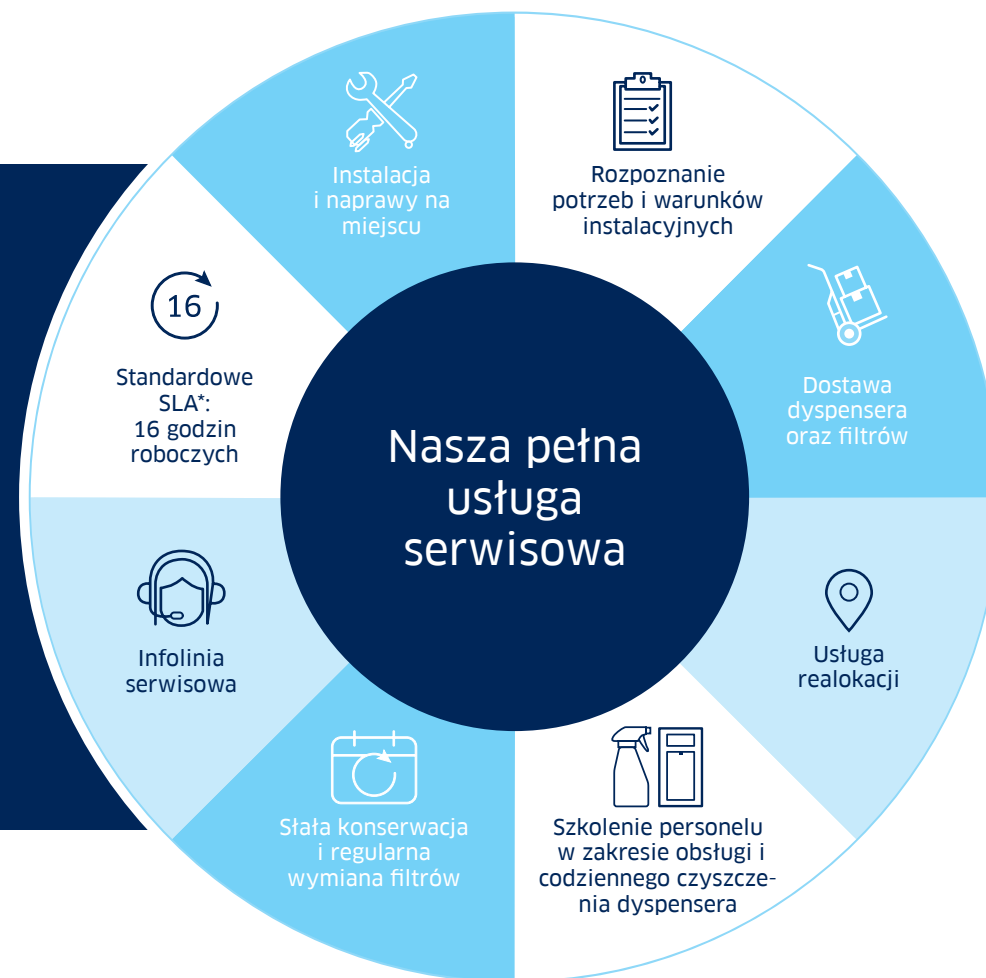 Instalacja
i naprawy na
miejscu
Rozpoznanie
potrzeb i warunków
instalacyjnych
16
Standardowe
SLA*:
16 godzin
roboczych
Dostawa
dyspensera
oraz filtrów
Nasza pełna
usługa
serwisowa
Infolinia
serwisowa
Usługa
realokacji
Stała konserwacja
i regularna
wymiana filtrów
Szkolenie personelu
w zakresie obsługi i
codziennego czyszcze-
nia dyspensera